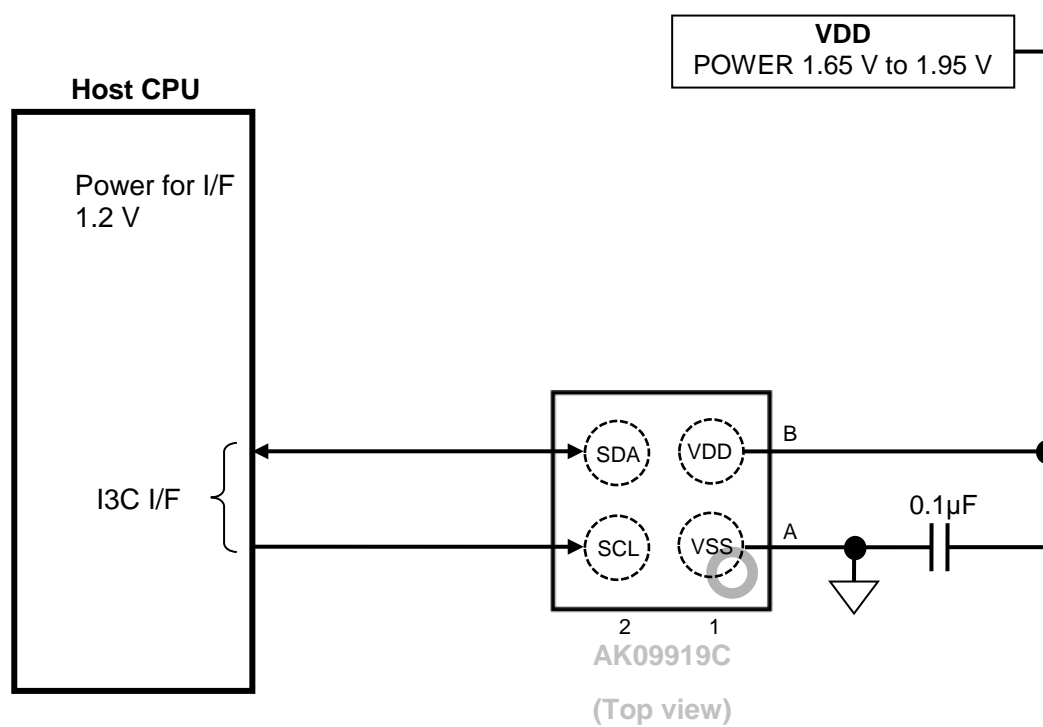 VDD
POWER 1.65 V to 1.95 V
Host CPU
Power for I/F
1.2 V
I3C I/F
SDA
VDD
B
0.1µF
SCL
VSS
A
2
1
AK09919C
(Top view)